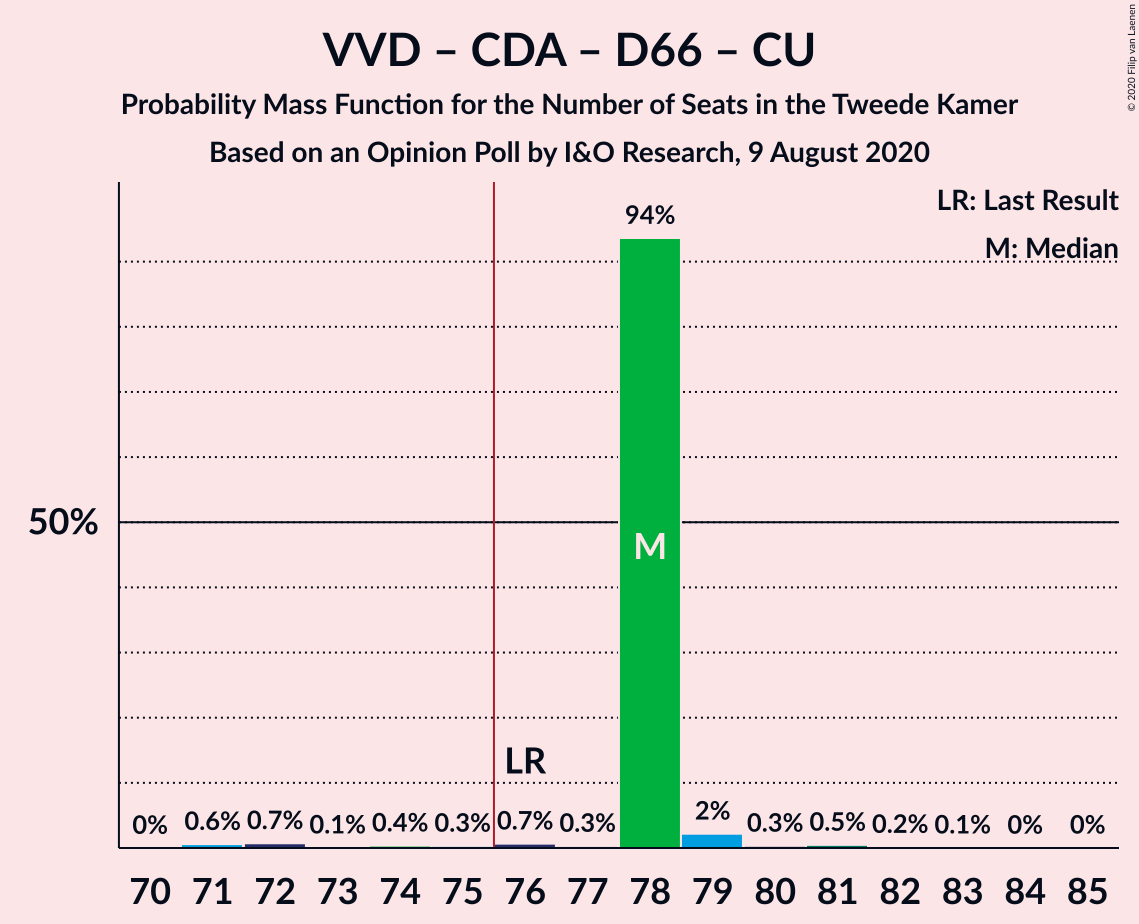 VVD – CDA – D66 – CU
Probability Mass Function for the Number of Seats in the Tweede Kamer
Based on an Opinion Poll by I&O Research, 9 August 2020
© 2020 Filip van Laenen
LR: Last Result
M: Median
94%
50%
M
LR
0% 0.6% 0.7% 0.1% 0.4% 0.3% 0.7% 0.3% 2% 0.3% 0.5% 0.2% 0.1% 0% 0%
70 71 72 73 74 75 76 77 78 79 80 81 82 83 84 85